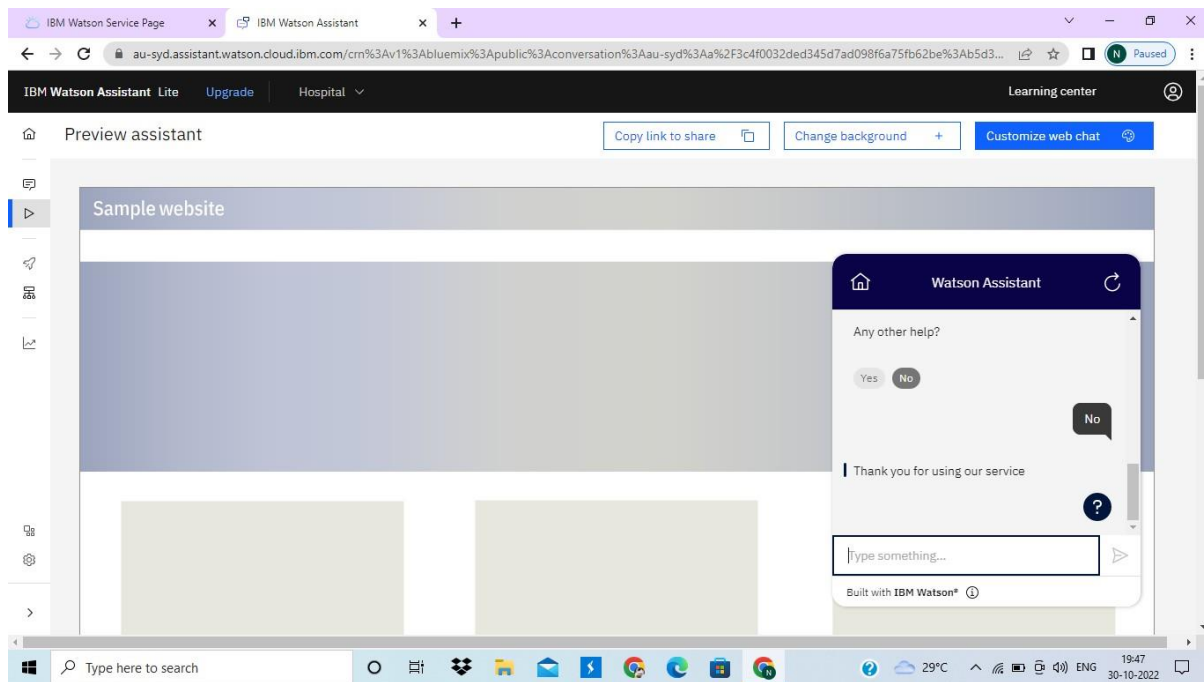 IBM Watson Service Page
IBM Watson Assistant
au-syd.assistant.watson.cloud.ibm.com/crn%3Av1%3Abluemix%3Apublic%3Aconversation%3Aau-syd%3Aa%2F3c4f0032ded345d7ad098f6a75fb62be%3Ab5d3...
N Paused
IBM Watson Assistant Lite Upgrade Hospital Learning center
Preview assistant Copy link to share Change background + Customize web chat
Sample website
Watson Assistant
Any other help?
Yes No
No
Thank you for using our service
?
Type something...
Built with IBM Watson®
Type here to search
29°C ENG 19:47
30-10-2022